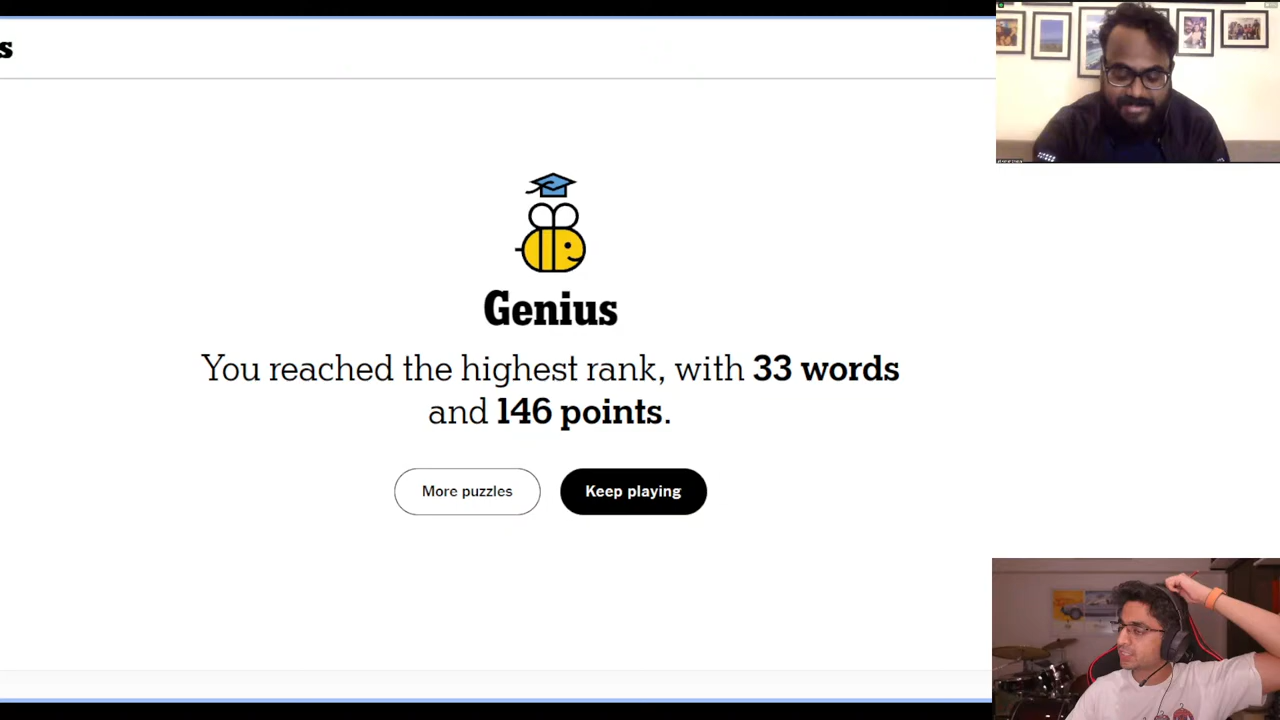 s
Genius
You reached the highest rank, with 33 words
and 146 points.
More puzzles
Keep playing